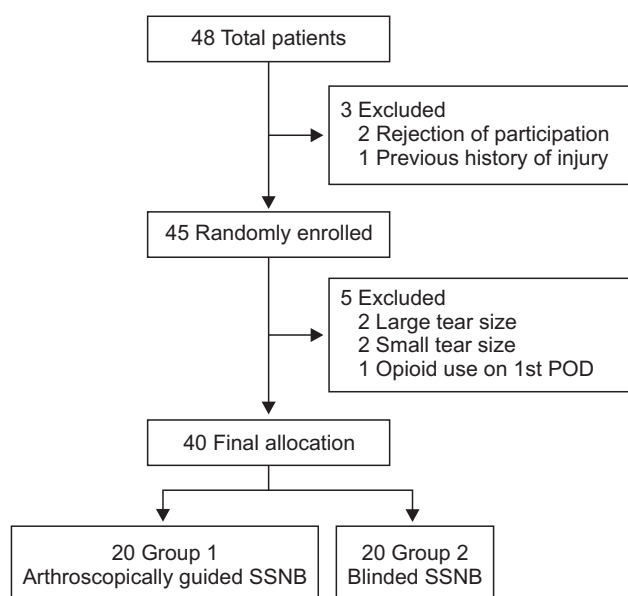 48 Total patients
3 Excluded
2 Rejection of participation
1 Previous history of injury
45 Randomly enrolled
5 Excluded
2 Large tear size
2 Small tear size
1 Opioid use on 1st POD
40 Final allocation
20 Group 1
Arthroscopically guided SSNB
20 Group 2
Blinded SSNB